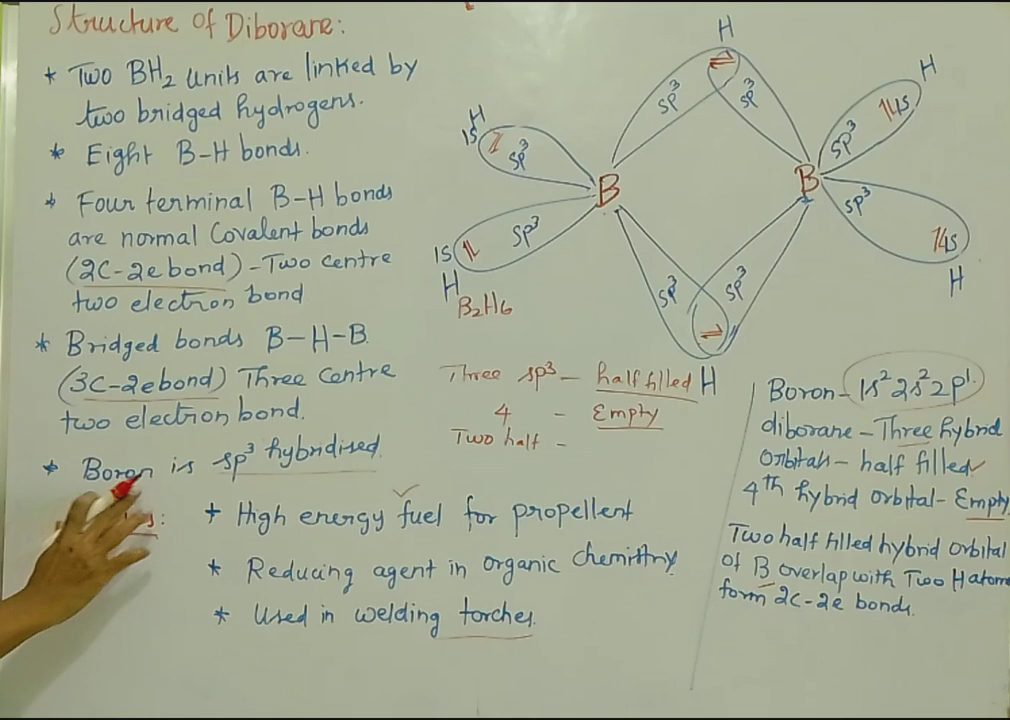 Structure of Diborane:
* Two BH2 units are linked by
two bridged hydrogens.
* Eight B-H bonds.
* Four terminal B-H bonds
are normal Covalent bonds
(2C-2e bond) - Two centre
two electron bond
* Bridged bonds B-H-B.
(3C-2e bond) Three Centre
two electron bond.
* Boron is sp³ hybridised.
* High energy fuel for propellent
* Reducing agent in organic chemistry.
* Used in welding torches.
H
sp³ sp³
H
1s
sp³
1s
sp³
H
B
B
H
1s
sp³
sp³
1s
H
sp³ sp³
H
B2H6
Three sp³ - half filled
4 - Empty
Two half -
Boron - 1s² 2s² 2p¹.
diborane - Three hybrid
Orbitals - half filled
4th hybrid orbital - Empty
Two half filled hybrid orbital
of B overlap with Two H atom
form 2C-2e bonds.